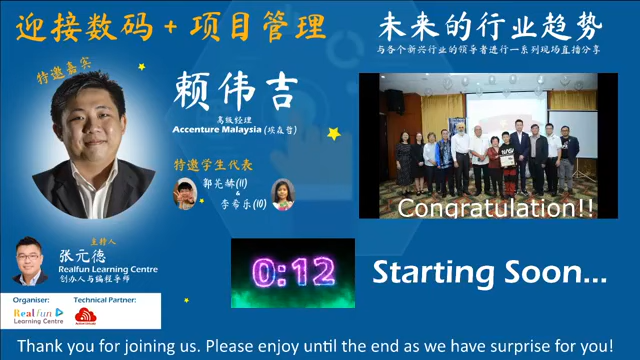 迎接数码 + 项目管理
未来的行业趋势
与各个新兴行业的领导者进行一系列现场直播分享
特邀嘉宾
赖伟吉
高级经理
Accenture Malaysia (埃森哲)
特邀学生代表
(11)
&
李希乐(10)
Congratulation!!
主持人
张元德
Realfun Learning Centre
创办人与编程导师
0:12
Starting Soon...
Organiser:
Technical Partner:
Realfun
Learning Centre
Thank you for joining us. Please enjoy until the end as we have surprise for you!